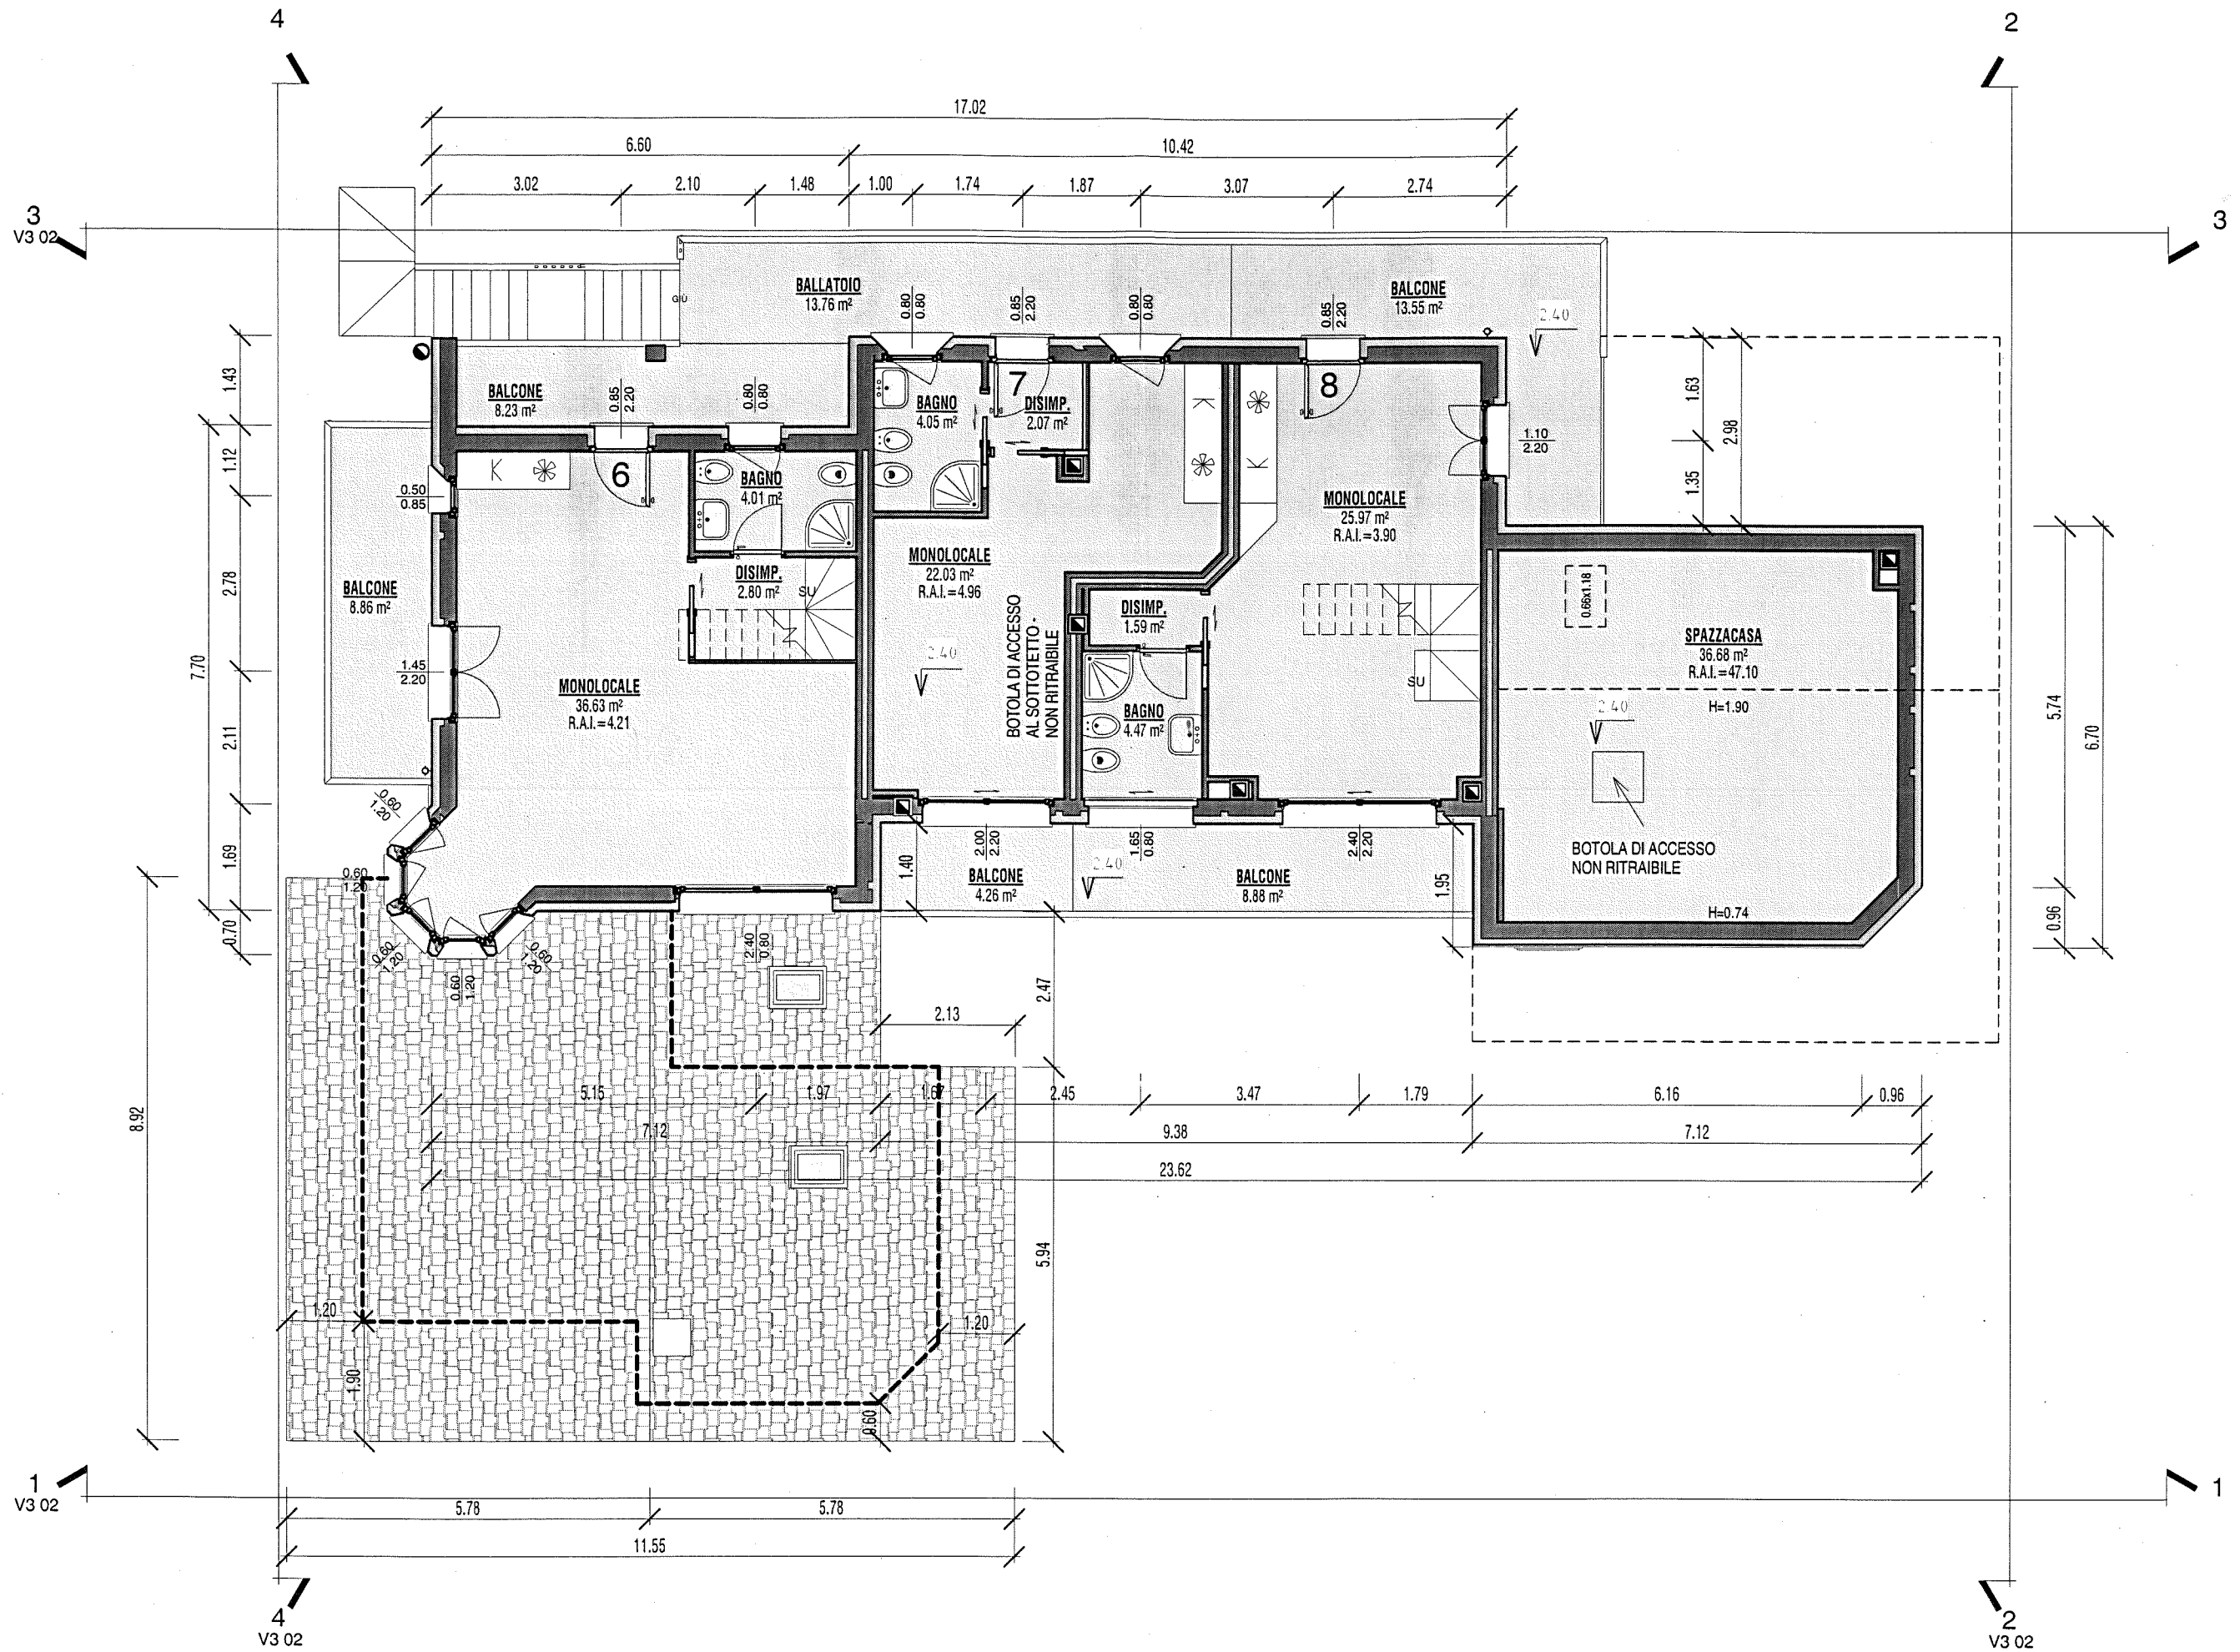 4
2
17.02
6.60
10.42
3.02
2.10
1.48
1.00
1.74
1.87
3.07
2.74
3
V3 02
3
GIÙ
BALLATOIO
13.76 m²
0.80
0.80
0.85
2.20
0.80
0.80
0.85
2.20
BALCONE
13.55 m²
2.40
1.43
BALCONE
8.23 m²
0.85
2.20
0.80
0.80
BAGNO
4.05 m²
7
DISIMP.
2.07 m²
8
1.63
2.98
1.10
2.20
1.35
1.12
0.50
0.85
K
6
BAGNO
4.01 m²
K
K
MONOLOCALE
25.97 m²
R.A.I.=3.90
2.78
BALCONE
8.86 m²
DISIMP.
2.80 m²
SU
MONOLOCALE
22.03 m²
R.A.I.=4.96
BOTOLA DI ACCESSO
AL SOTTOTETTO -
NON RITRAIBILE
DISIMP.
1.59 m²
0.66x1.18
SPAZZACASA
36.68 m²
R.A.I.=47.10
7.70
1.45
2.20
MONOLOCALE
36.63 m²
R.A.I.=4.21
2.40
SU
H=1.90
2.40
5.74
6.70
2.11
BAGNO
4.47 m²
BOTOLA DI ACCESSO
NON RITRAIBILE
0.60
1.20
1.69
0.60
1.20
1.40
2.00
2.20
BALCONE
4.26 m²
2.40
1.65
0.80
BALCONE
8.88 m²
2.40
2.20
1.95
H=0.74
0.96
0.70
0.60
1.20
0.60
1.20
0.60
1.20
2.40
0.80
2.47
2.13
8.92
5.15
1.97
1.67
2.45
3.47
1.79
6.16
0.96
7.12
9.38
7.12
23.62
5.94
1.20
1.20
1.90
0.60
1
V3 02
1
5.78
5.78
11.55
4
V3 02
2
V3 02